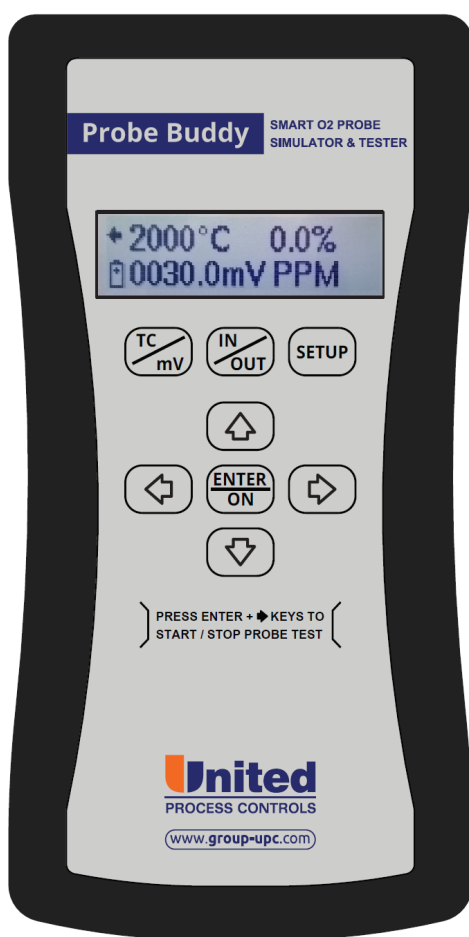 Probe Buddy
SMART O2 PROBE
SIMULATOR & TESTER
2000°C 0.0%
0030.0mV PPM
TC
mV
IN
OUT
SETUP
ENTER
ON
PRESS ENTER + KEYS TO
START / STOP PROBE TEST
United
PROCESS CONTROLS
www.group-upc.com